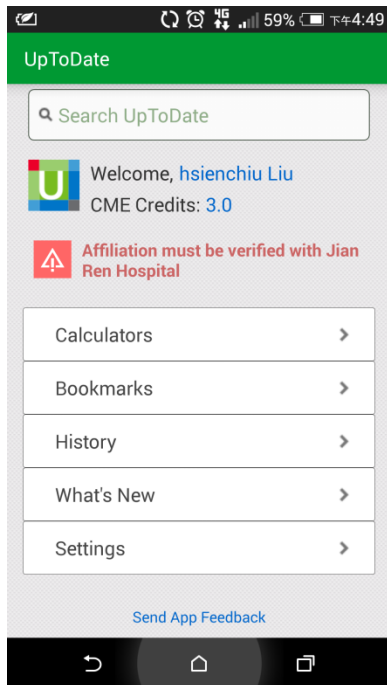 4G 59% 下午4:49
UpToDate
Search UpToDate
U
Welcome, hsienchiu Liu
CME Credits: 3.0
Affiliation must be verified with Jian
Ren Hospital
Calculators
Bookmarks
History
What's New
Settings
Send App Feedback